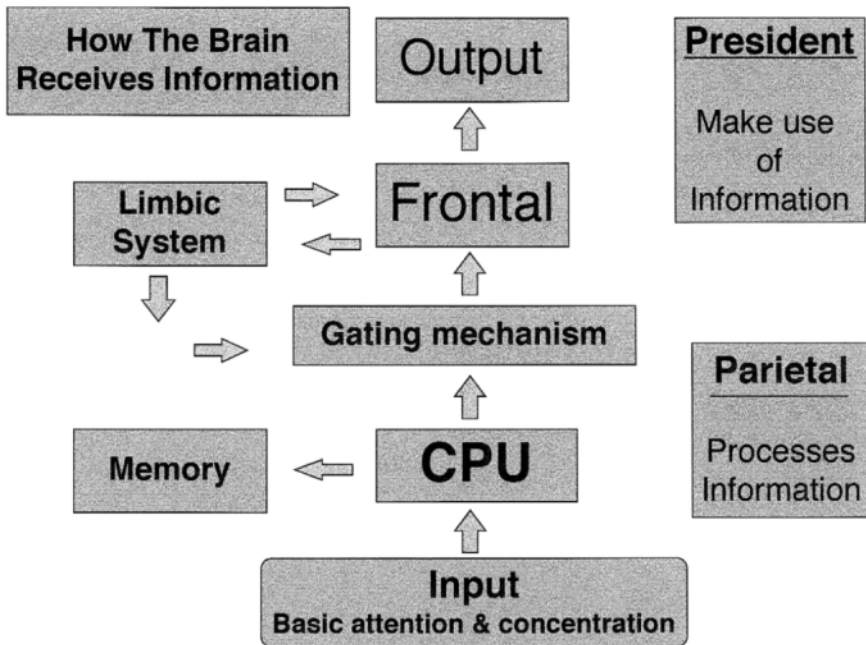 How The Brain
Receives Information
Output
President
Make use
of
Information
Limbic
System
Frontal
Gating mechanism
Parietal
Processes
Information
Memory
CPU
Input
Basic attention & concentration